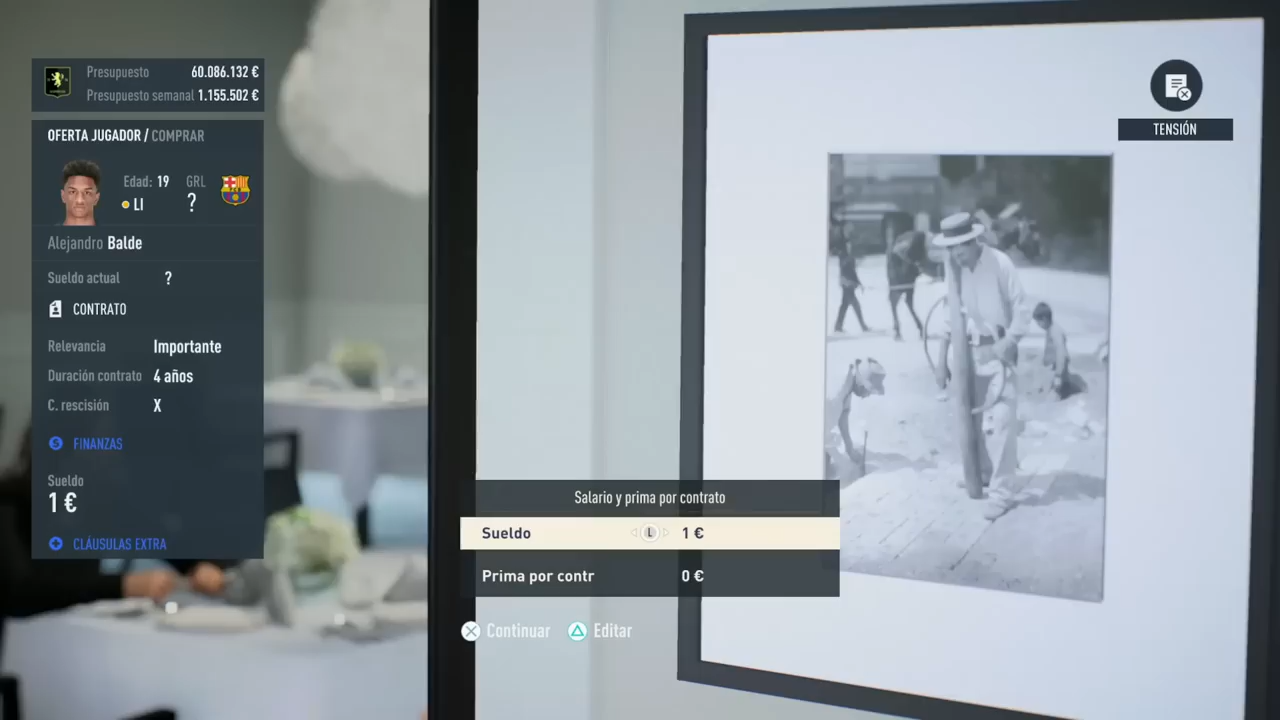 Presupuesto 60.086.132 €
Presupuesto semanal 1.155.502 €
OFERTA JUGADOR / COMPRAR
Edad: 19 GRL
LI ?
Alejandro Balde
Sueldo actual ?
CONTRATO
Relevancia Importante
Duración contrato 4 años
C. rescisión X
FINANZAS
Sueldo
1 €
CLÁUSULAS EXTRA
TENSIÓN
Salario y prima por contrato
Sueldo L 1 €
Prima por contr 0 €
Continuar Editar